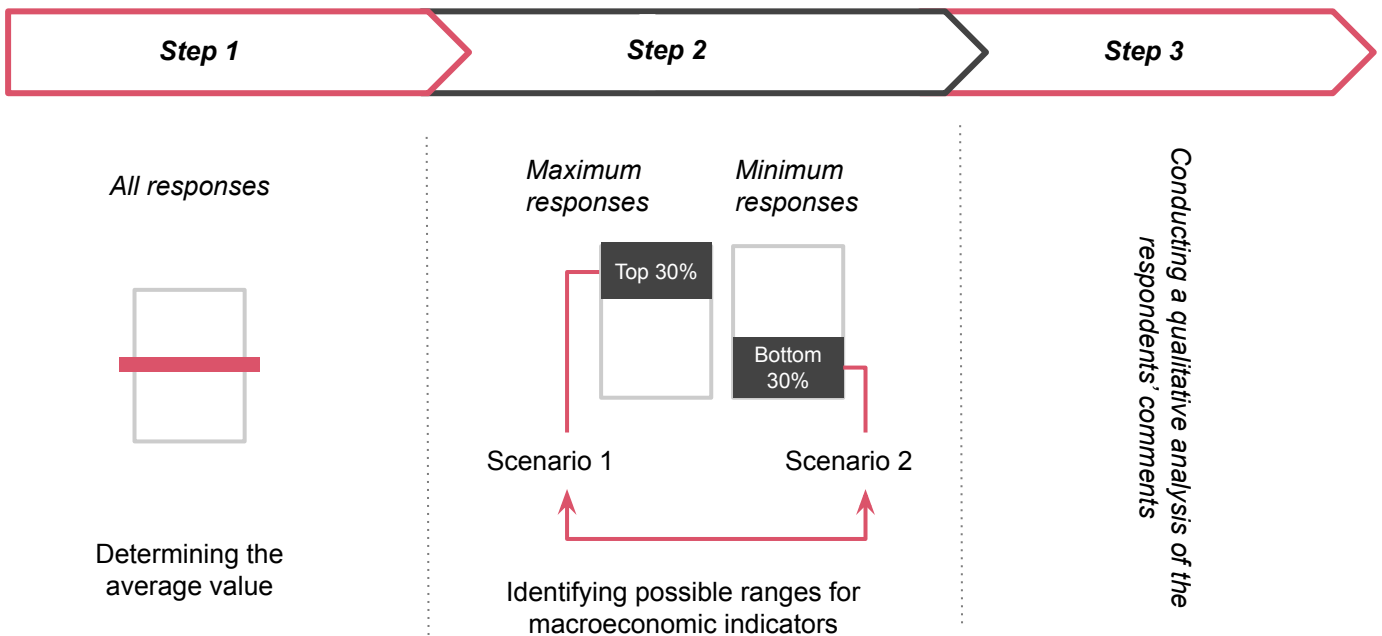 Step 1
Step 2
Step 3
All responses
Determining the
average value
Maximum
responses
Minimum
responses
Top 30%
Bottom
30%
Scenario 1
Scenario 2
Identifying possible ranges for
macroeconomic indicators
Conducting a qualitative analysis of the
respondents’ comments